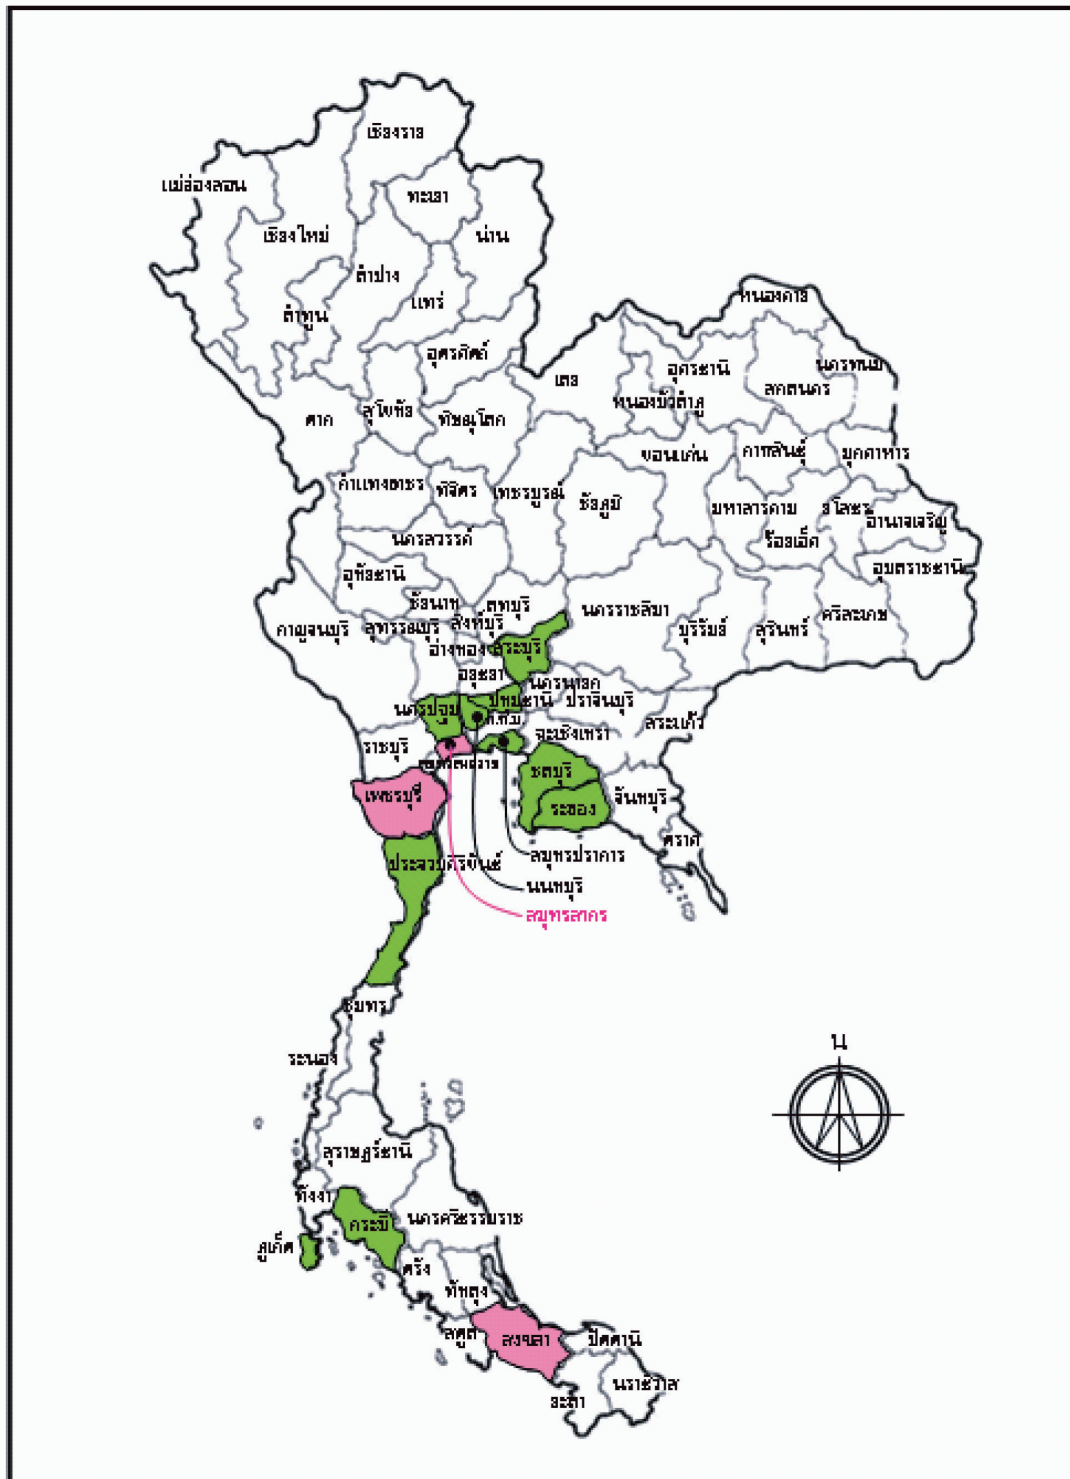 เชียงราย
แม่ฮ่องสอน
พะเยา
เชียงใหม่
น่าน
ลำปาง
แพร่
ลำพูน
หนองคาย
อุตรดิตถ์
อุดรธานี
นครพนม
เลย
สกลนคร
หนองบัวลำภู
ตาก
สุโขทัย
พิษณุโลก
ขอนแก่น
กาฬสินธุ์
มุกดาหาร
กำแพงเพชร
พิจิตร
เพชรบูรณ์
ชัยภูมิ
มหาสารคาม
ยโสธร
อำนาจเจริญ
ร้อยเอ็ด
นครสวรรค์
อุบลราชธานี
อุทัยธานี
ชัยนาท
ลพบุรี
นครราชสีมา
ศรีสะเกษ
สิงห์บุรี
กาญจนบุรี
สุพรรณบุรี
บุรีรัมย์
สุรินทร์
อ่างทอง
สระบุรี
อยุธยา
นครนายก
ปทุมธานี
ปราจีนบุรี
นครปฐม
ก.ท.ม.
สระแก้ว
ฉะเชิงเทรา
ราชบุรี
ชลบุรี
เพชรบุรี
จันทบุรี
ระยอง
ตราด
สมุทรปราการ
ประจวบคีรีขันธ์
นนทบุรี
สมุทรสาคร
ชุมพร
น
ระนอง
สุราษฎร์ธานี
พังงา
กระบี่
นครศรีธรรมราช
ภูเก็ต
ตรัง
พัทลุง
สตูล
สงขลา
ปัตตานี
นราธิวาส
ยะลา